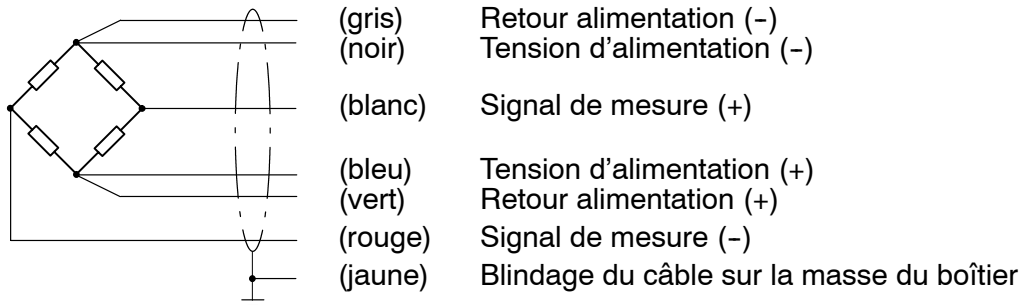 (gris) Retour alimentation (-)
(noir) Tension d'alimentation (-)
(blanc) Signal de mesure (+)
(bleu) Tension d'alimentation (+)
(vert) Retour alimentation (+)
(rouge) Signal de mesure (-)
(jaune) Blindage du câble sur la masse du boîtier